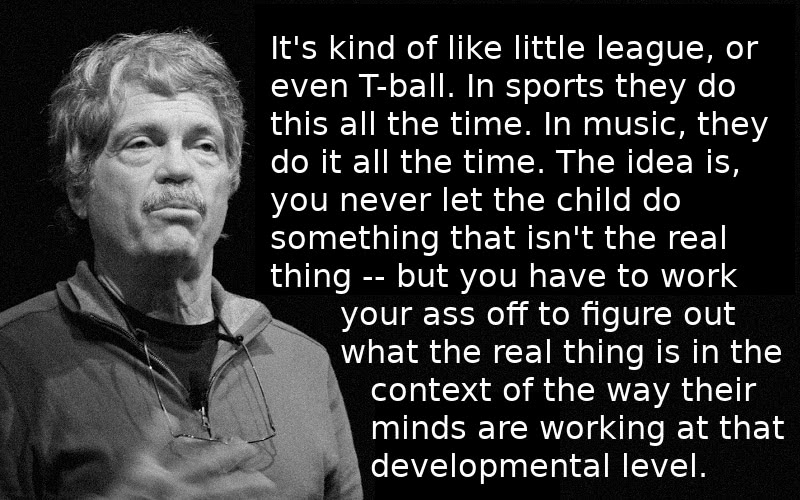 It's kind of like little league, or
even T-ball. In sports they do
this all the time. In music, they
do it all the time. The idea is,
you never let the child do
something that isn't the real
thing -- but you have to work
your ass off to figure out
what the real thing is in the
context of the way their
minds are working at that
developmental level.